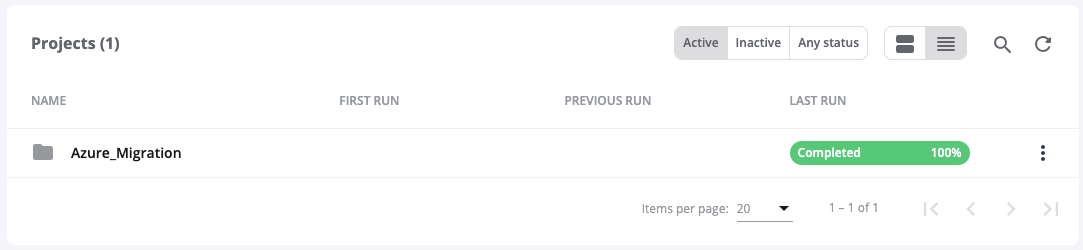 Projects (1)
Active Inactive Any status
NAME FIRST RUN PREVIOUS RUN LAST RUN
Azure_Migration Completed 100%
Items per page: 20 1 – 1 of 1